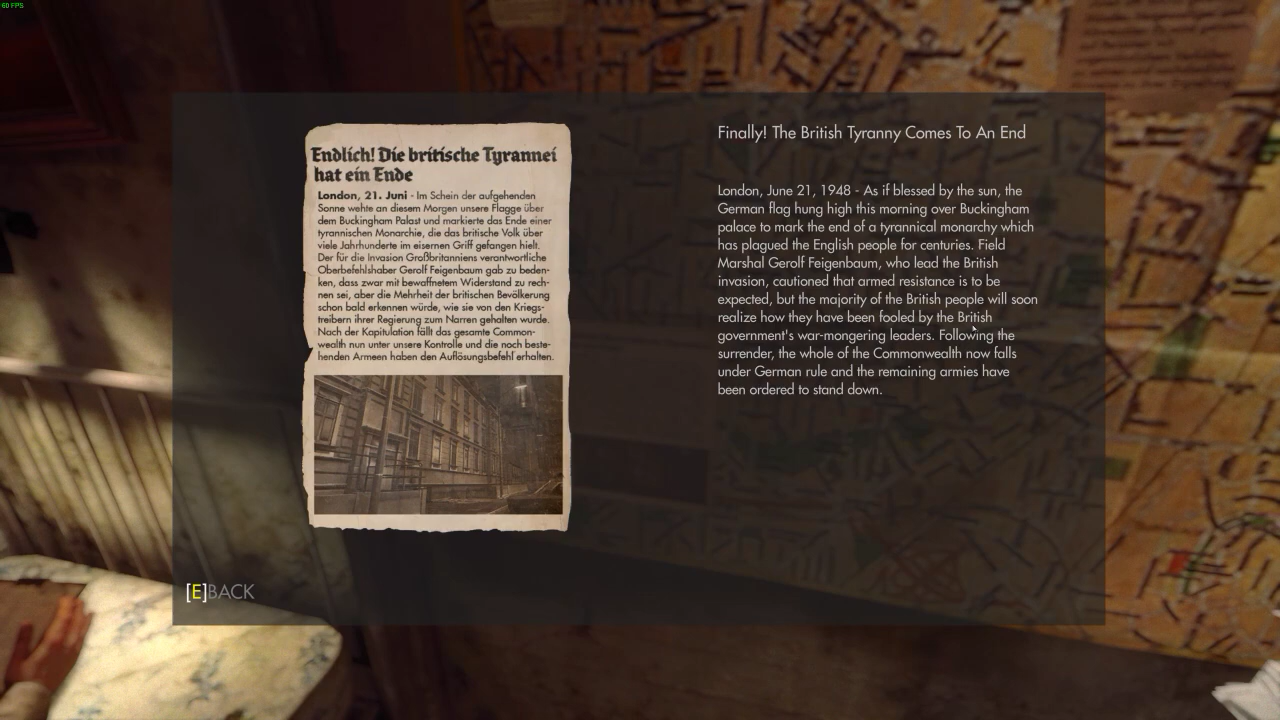 60 FPS
Endlich! Die britische Tyrannei
hat ein Ende
London, 21. Juni - Im Schein der aufgehenden
Sonne wehte an diesem Morgen unsere Flagge über
dem Buckingham Palast und markierte das Ende einer
tyrannischen Monarchie, die das britische Volk über
viele Jahrhunderte im eisernen Griff gefangen hielt.
Der für die Invasion Großbritanniens verantwortliche
Oberbefehlshaber Gerolf Feigenbaum gab zu beden-
ken, dass zwar mit bewaffnetem Widerstand zu rech-
nen sei, aber die Mehrheit der britischen Bevölkerung
schon bald erkennen würde, wie sie von den Kriegs-
treibern ihrer Regierung zum Narren gehalten wurde.
Nach der Kapitulation fällt das gesamte Common-
wealth nun unter unsere Kontrolle und die noch beste-
henden Armeen haben den Auflösungsbefehl erhalten.
Finally! The British Tyranny Comes To An End
London, June 21, 1948 - As if blessed by the sun, the
German flag hung high this morning over Buckingham
palace to mark the end of a tyrannical monarchy which
has plagued the English people for centuries. Field
Marshal Gerolf Feigenbaum, who lead the British
invasion, cautioned that armed resistance is to be
expected, but the majority of the British people will soon
realize how they have been fooled by the British
government's war-mongering leaders. Following the
surrender, the whole of the Commonwealth now falls
under German rule and the remaining armies have
been ordered to stand down.
[E]BACK